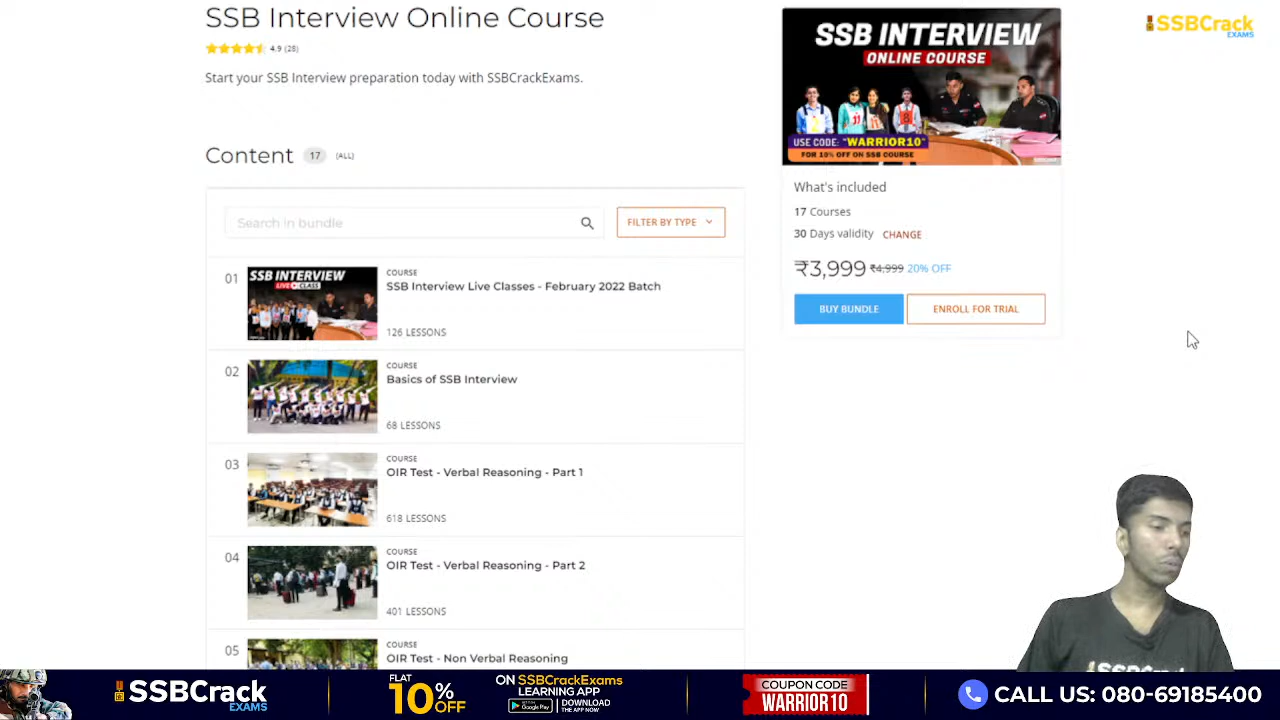 SSB Interview Online Course
4.9 (28)
Start your SSB Interview preparation today with SSBCrackExams.
Content 17 (ALL)
Search in bundle
FILTER BY TYPE
01
SSB INTERVIEW
LIVE CLASS
COURSE
SSB Interview Live Classes - February 2022 Batch
126 LESSONS
02
COURSE
Basics of SSB Interview
68 LESSONS
03
COURSE
OIR Test - Verbal Reasoning - Part 1
618 LESSONS
04
COURSE
OIR Test - Verbal Reasoning - Part 2
401 LESSONS
05
COURSE
OIR Test - Non Verbal Reasoning
SSB INTERVIEW
ONLINE COURSE
USE CODE: "WARRIOR10"
FOR 10% OFF ON SSB COURSE
What's included
17 Courses
30 Days validity CHANGE
₹3,999 ₹4,999 20% OFF
BUY BUNDLE
ENROLL FOR TRIAL
SSBCrack
EXAMS
SSBCrack
SSBCrack
EXAMS
FLAT
10% OFF
ON SSBCrackExams
LEARNING APP
Google Play
DOWNLOAD
THE APP NOW
COUPON CODE
WARRIOR10
CALL US: 080-69185400